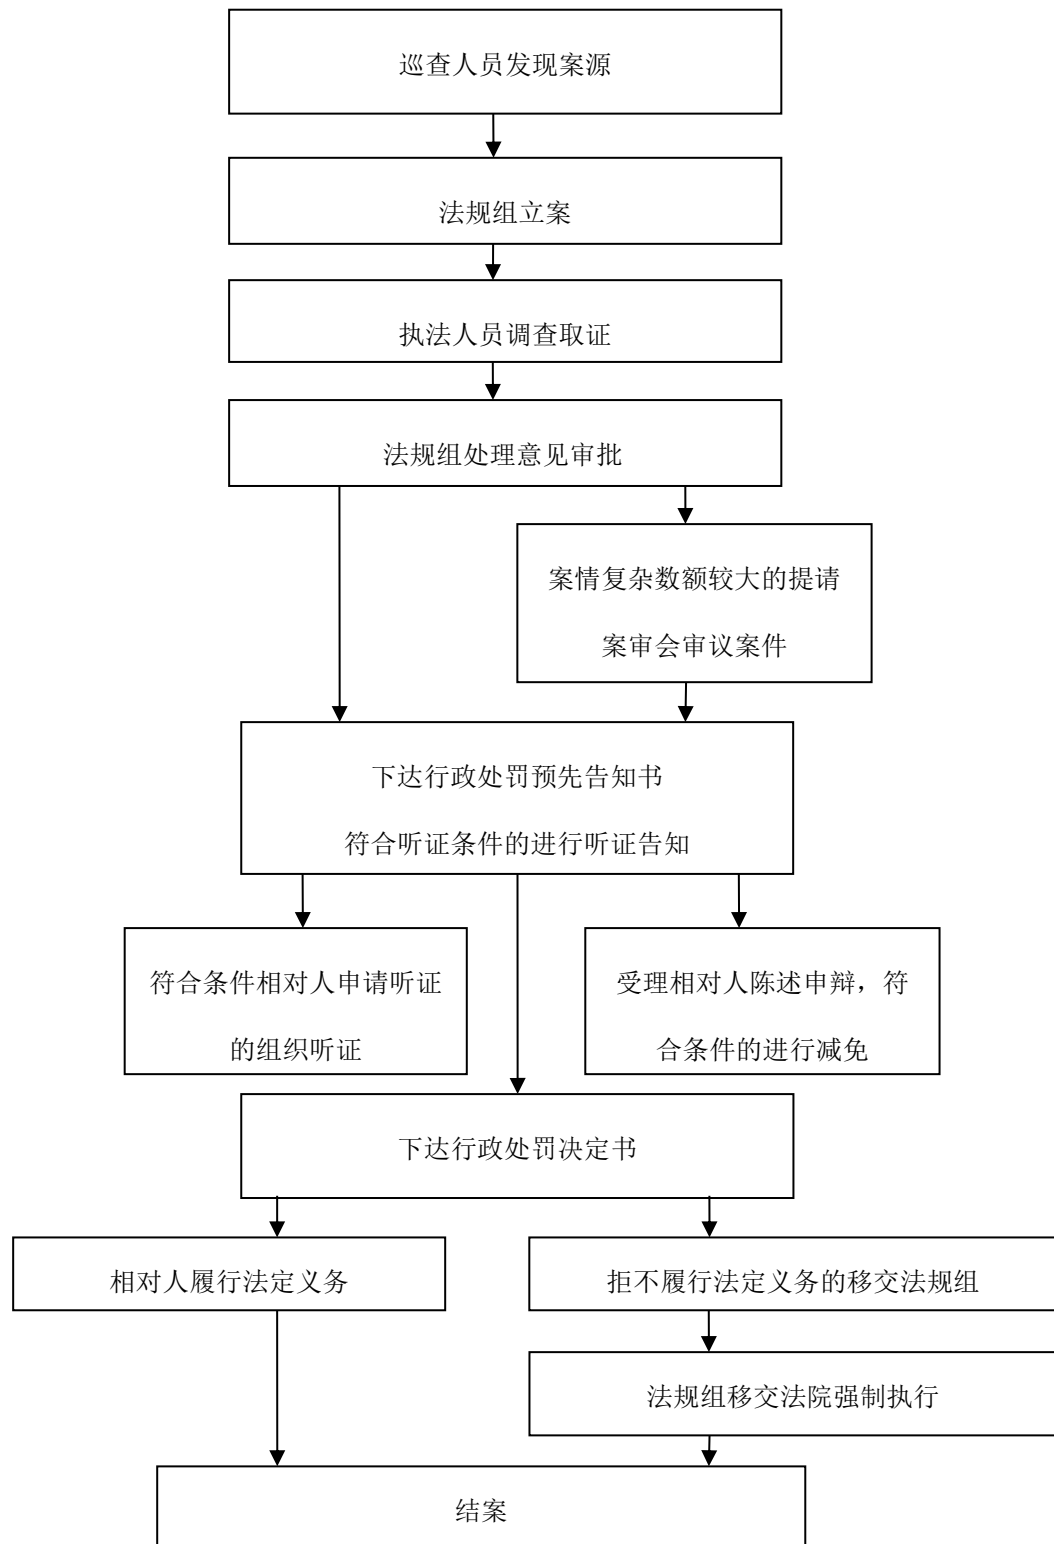 巡查人员发现案源
法规组立案
执法人员调查取证
法规组处理意见审批
案情复杂数额较大的提请
案审会审议案件
下达行政处罚预先告知书
符合听证条件的进行听证告知
符合条件相对人申请听证
的组织听证
受理相对人陈述申辩，符
合条件的进行减免
下达行政处罚决定书
相对人履行法定义务
拒不履行法定义务的移交法规组
法规组移交法院强制执行
结案